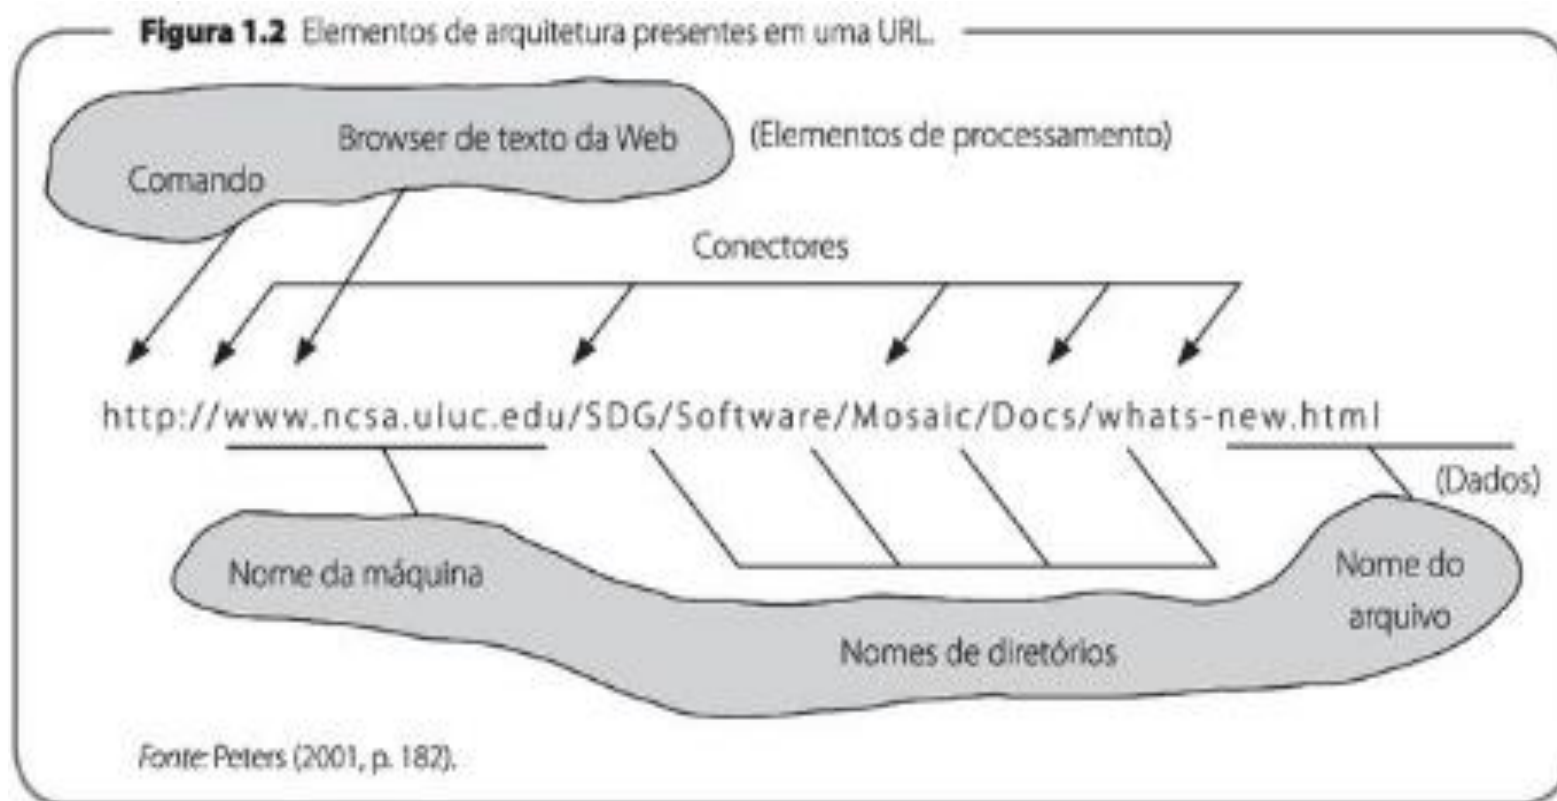 Figura 1.2 Elementos de arquitetura presentes em uma URL.
Browser de texto da Web
(Elementos de processamento)
Comando
Conectores
http://www.ncsa.uiuc.edu/SDG/Software/Mosaic/Docs/whats-new.html
(Dados)
Nome da máquina
Nome do
arquivo
Nomes de diretórios
Fonte: Peters (2001, p. 182).